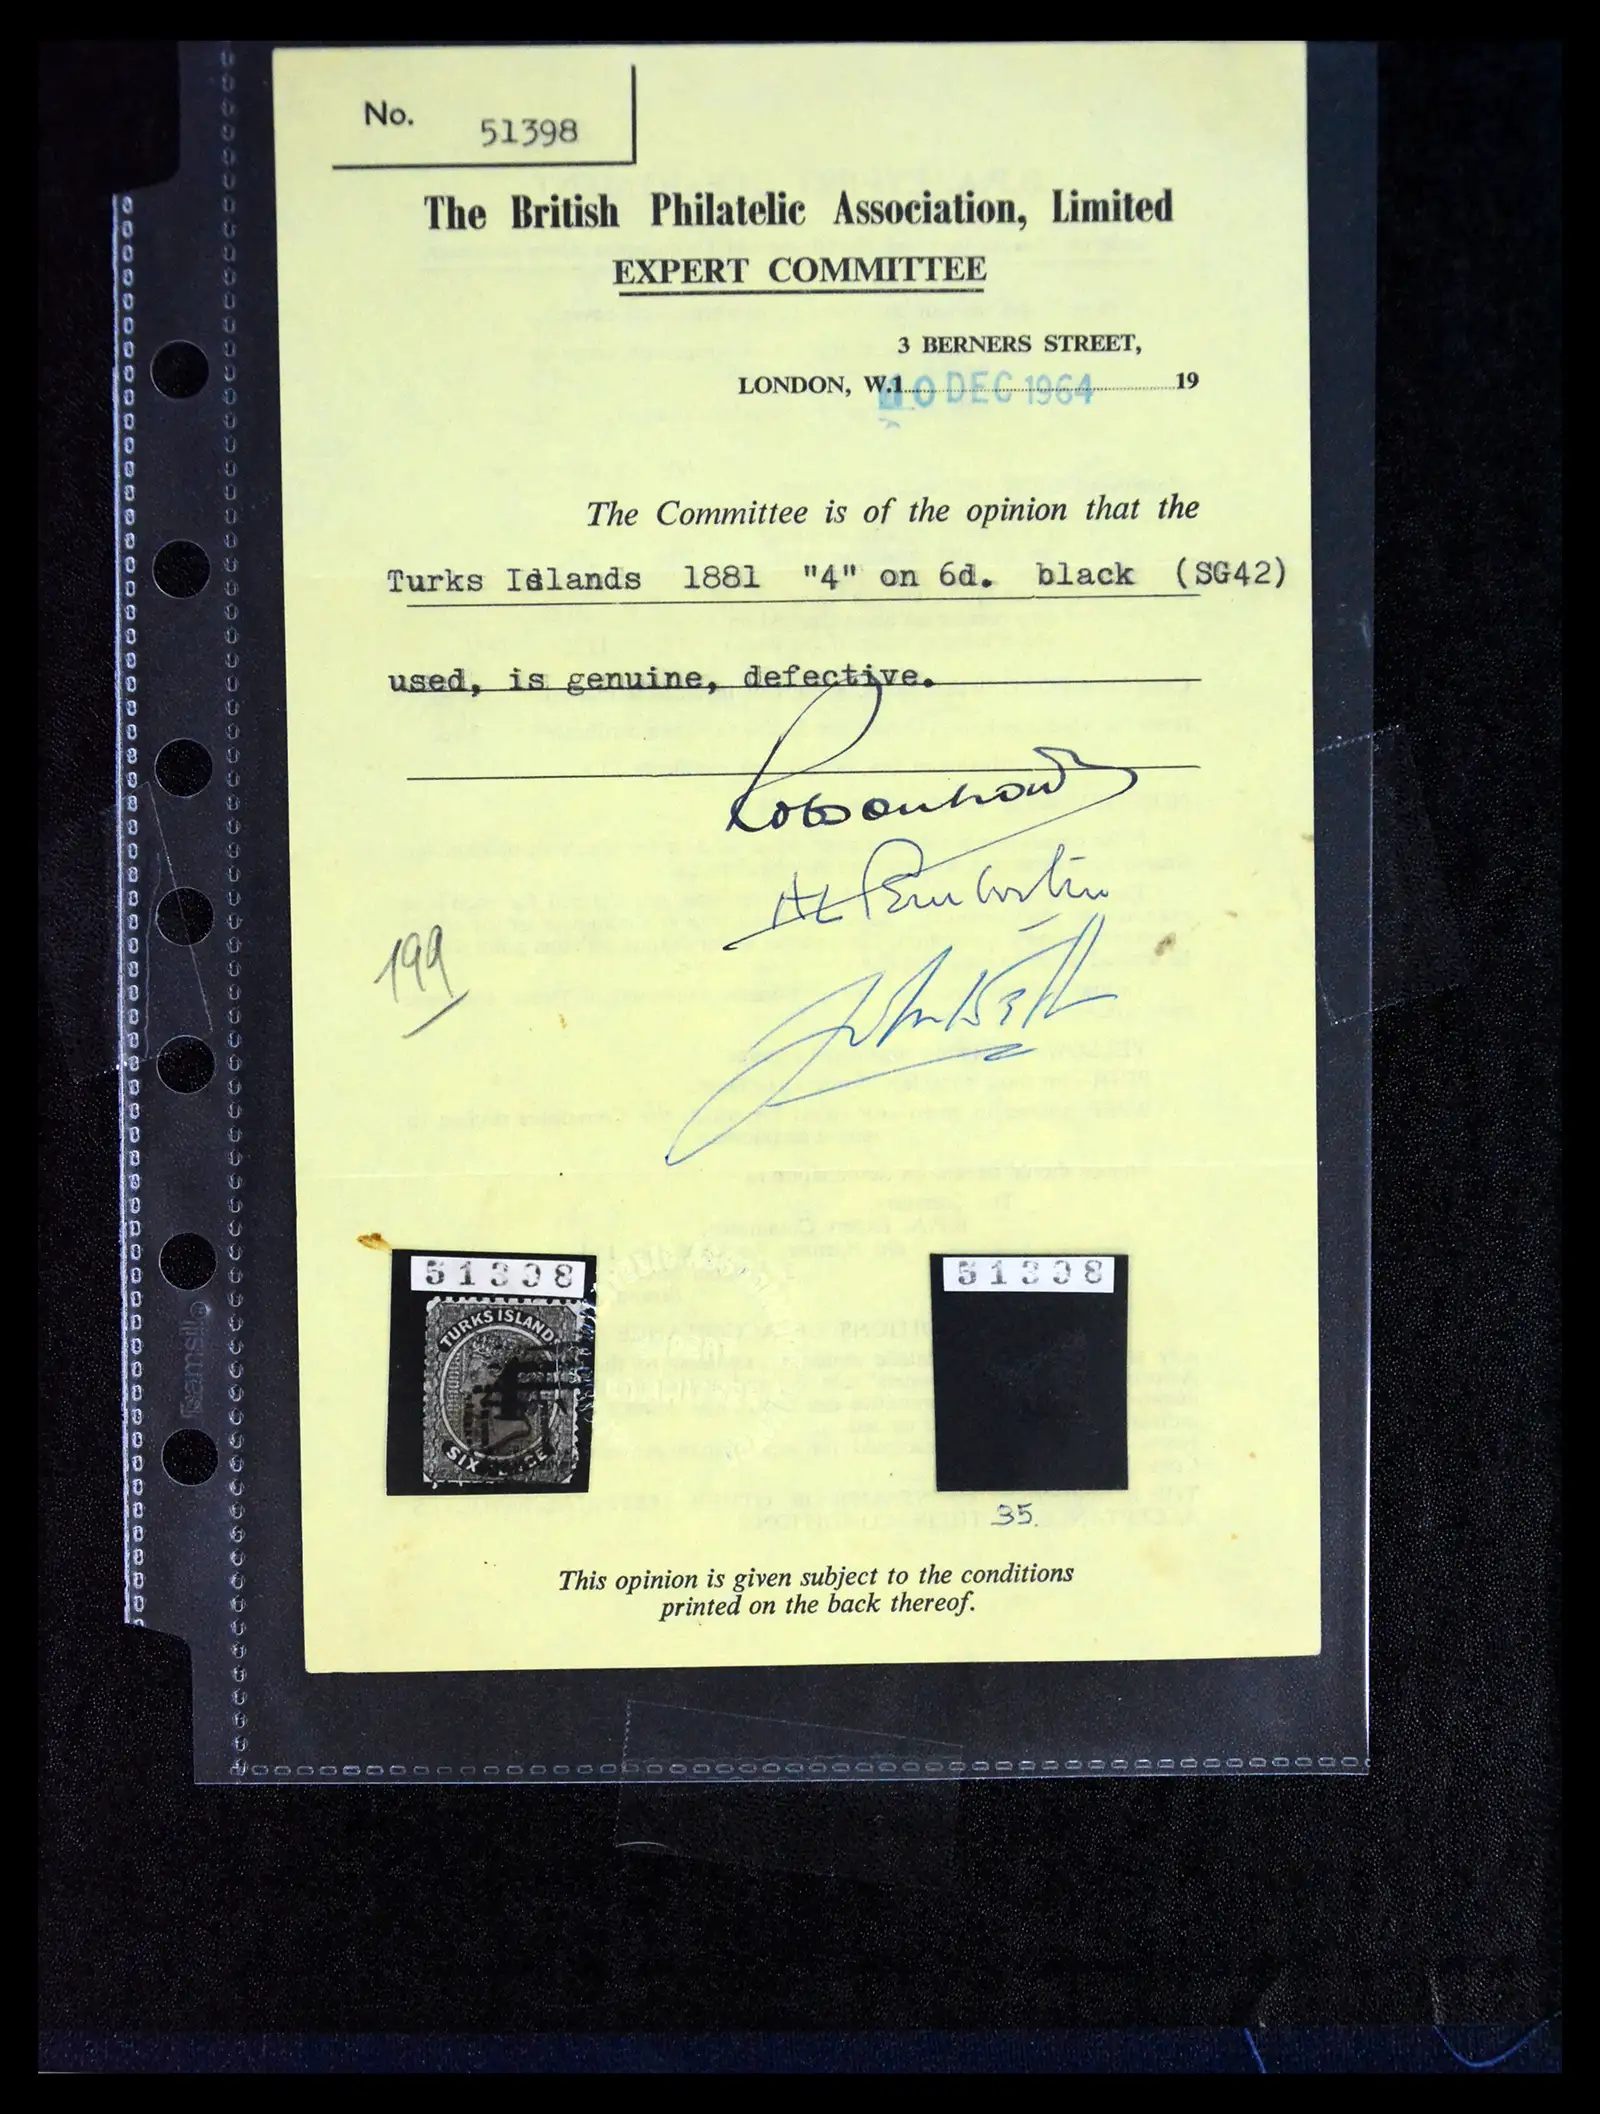 No. 51398
The British Philatelic Association, Limited
EXPERT COMMITTEE
3 BERNERS STREET,
LONDON, W.1 10 DEC 1964 19
The Committee is of the opinion that the
Turks Islands 1881 "4" on 6d. black (SG42)
used, is genuine, defective.
199
51398
TURKS ISLANDS
SIXPENCE
51398
35.
This opinion is given subject to the conditions
printed on the back thereof.
samsill®